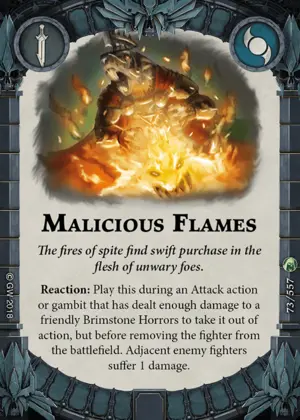 MALICIOUS FLAMES
The fires of spite find swift purchase in the
flesh of unwary foes.
Reaction: Play this during an Attack action
or gambit that has dealt enough damage to a
friendly Brimstone Horrors to take it out of
action, but before removing the fighter from
the battlefield. Adjacent enemy fighters
suffer 1 damage.
© GW 2018
73/557